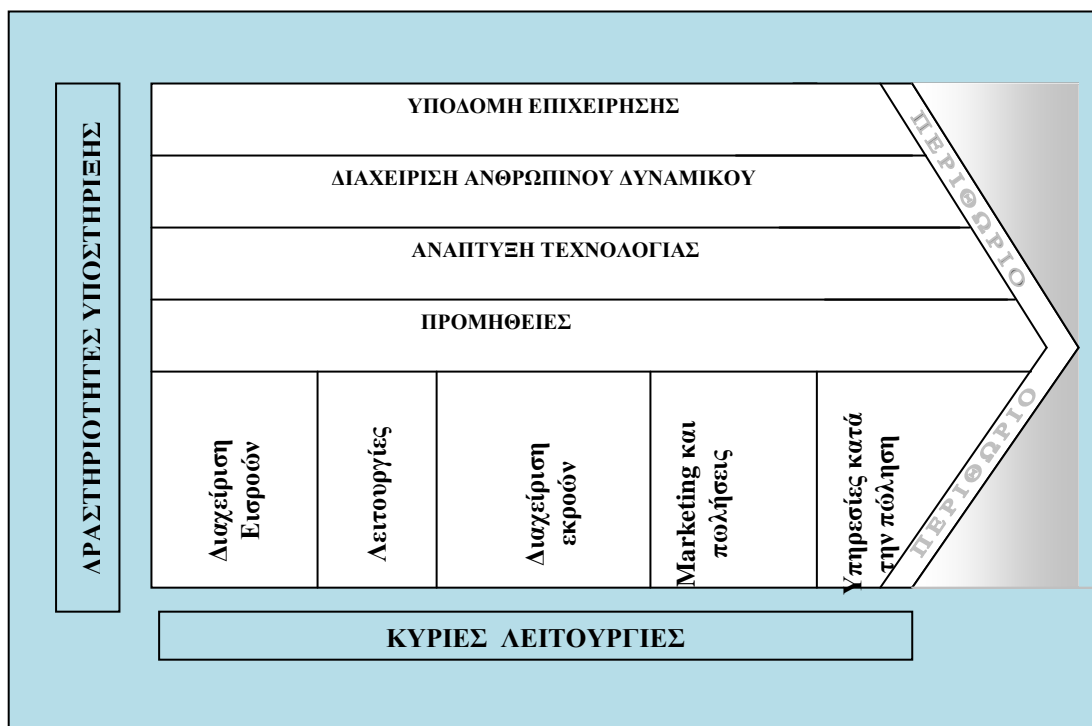 ΔΡΑΣΤΗΡΙΟΤΗΤΕΣ ΥΠΟΣΤΗΡΙΞΗΣ
ΥΠΟΔΟΜΗ ΕΠΙΧΕΙΡΗΣΗΣ
ΔΙΑΧΕΙΡΙΣΗ ΑΝΘΡΩΠΙΝΟΥ ΔΥΝΑΜΙΚΟΥ
ΑΝΑΠΤΥΞΗ ΤΕΧΝΟΛΟΓΙΑΣ
ΠΡΟΜΗΘΕΙΕΣ
ΠΕΡΙΘΩΡΙΟ
Διαχείριση
Εισροών
Λειτουργίες
Διαχείριση
εκροών
Marketing και
πωλήσεις
Υπηρεσίες κατά
την πώληση
ΠΕΡΙΘΩΡΙΟ
ΚΥΡΙΕΣ ΛΕΙΤΟΥΡΓΙΕΣ